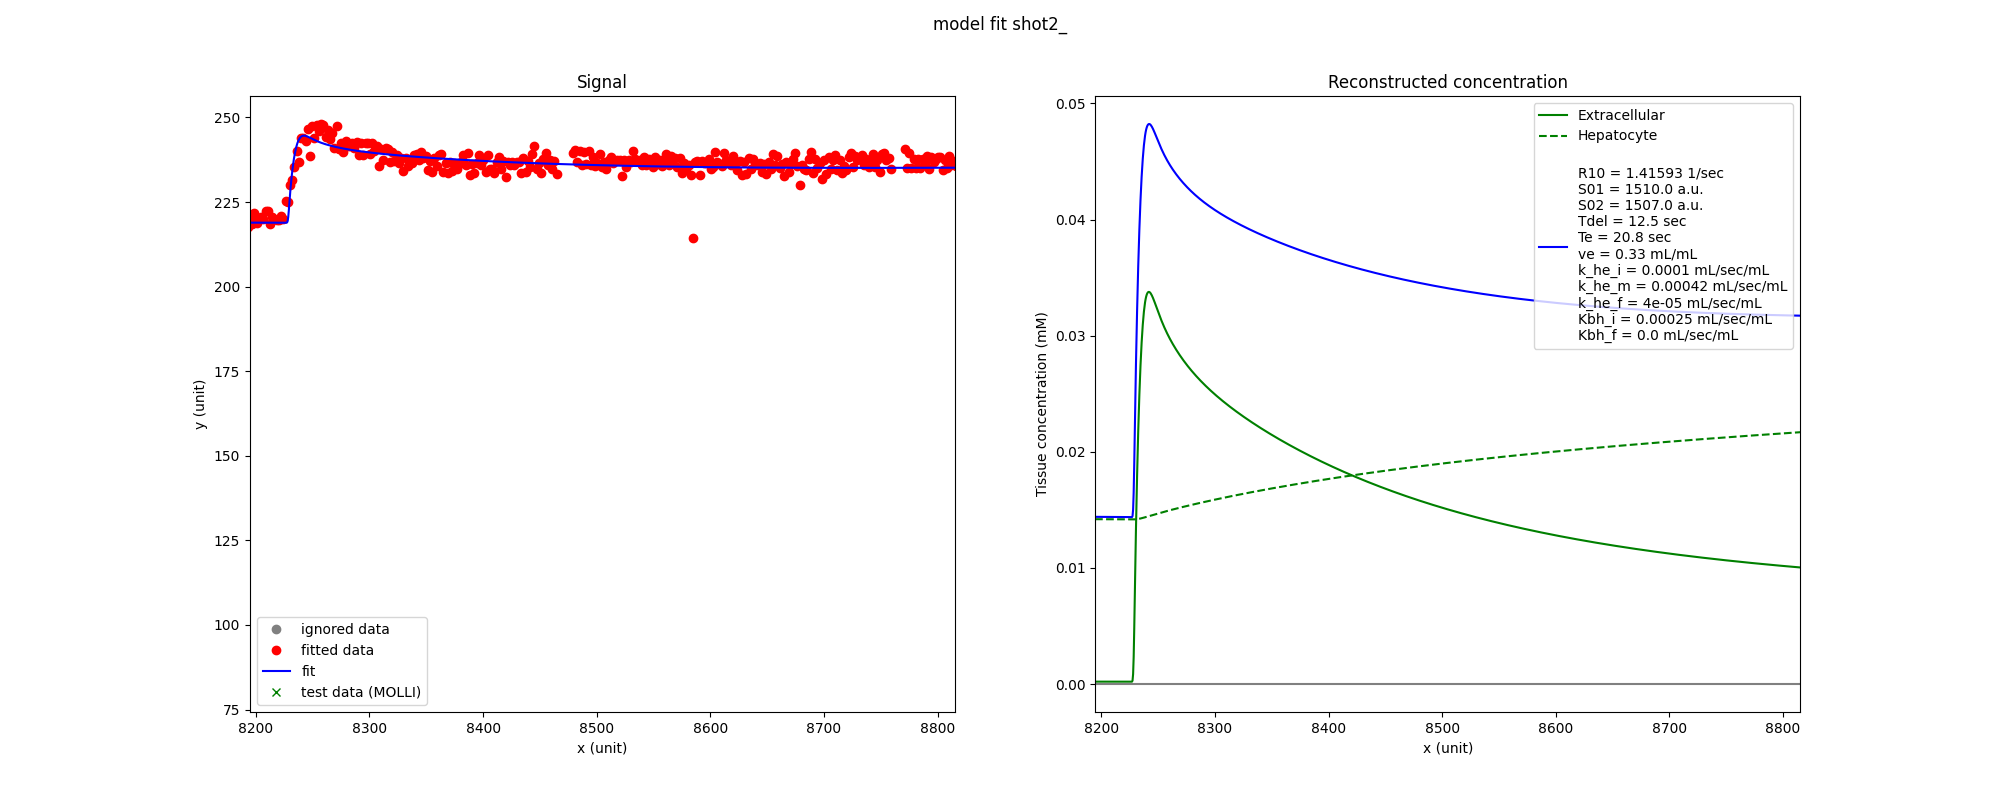 model fit shot2_
Signal
y (unit)
250
225
200
175
150
125
100
75
ignored data
fitted data
fit
test data (MOLLI)
8200 8300 8400 8500 8600 8700 8800
x (unit)
Reconstructed concentration
Tissue concentration (mM)
0.05
0.04
0.03
0.02
0.01
0.00
Extracellular
Hepatocyte
R10 = 1.41593 1/sec
S01 = 1510.0 a.u.
S02 = 1507.0 a.u.
Tdel = 12.5 sec
Te = 20.8 sec
ve = 0.33 mL/mL
k_he_i = 0.0001 mL/sec/mL
k_he_m = 0.00042 mL/sec/mL
k_he_f = 4e-05 mL/sec/mL
Kbh_i = 0.00025 mL/sec/mL
Kbh_f = 0.0 mL/sec/mL
8200 8300 8400 8500 8600 8700 8800
x (unit)